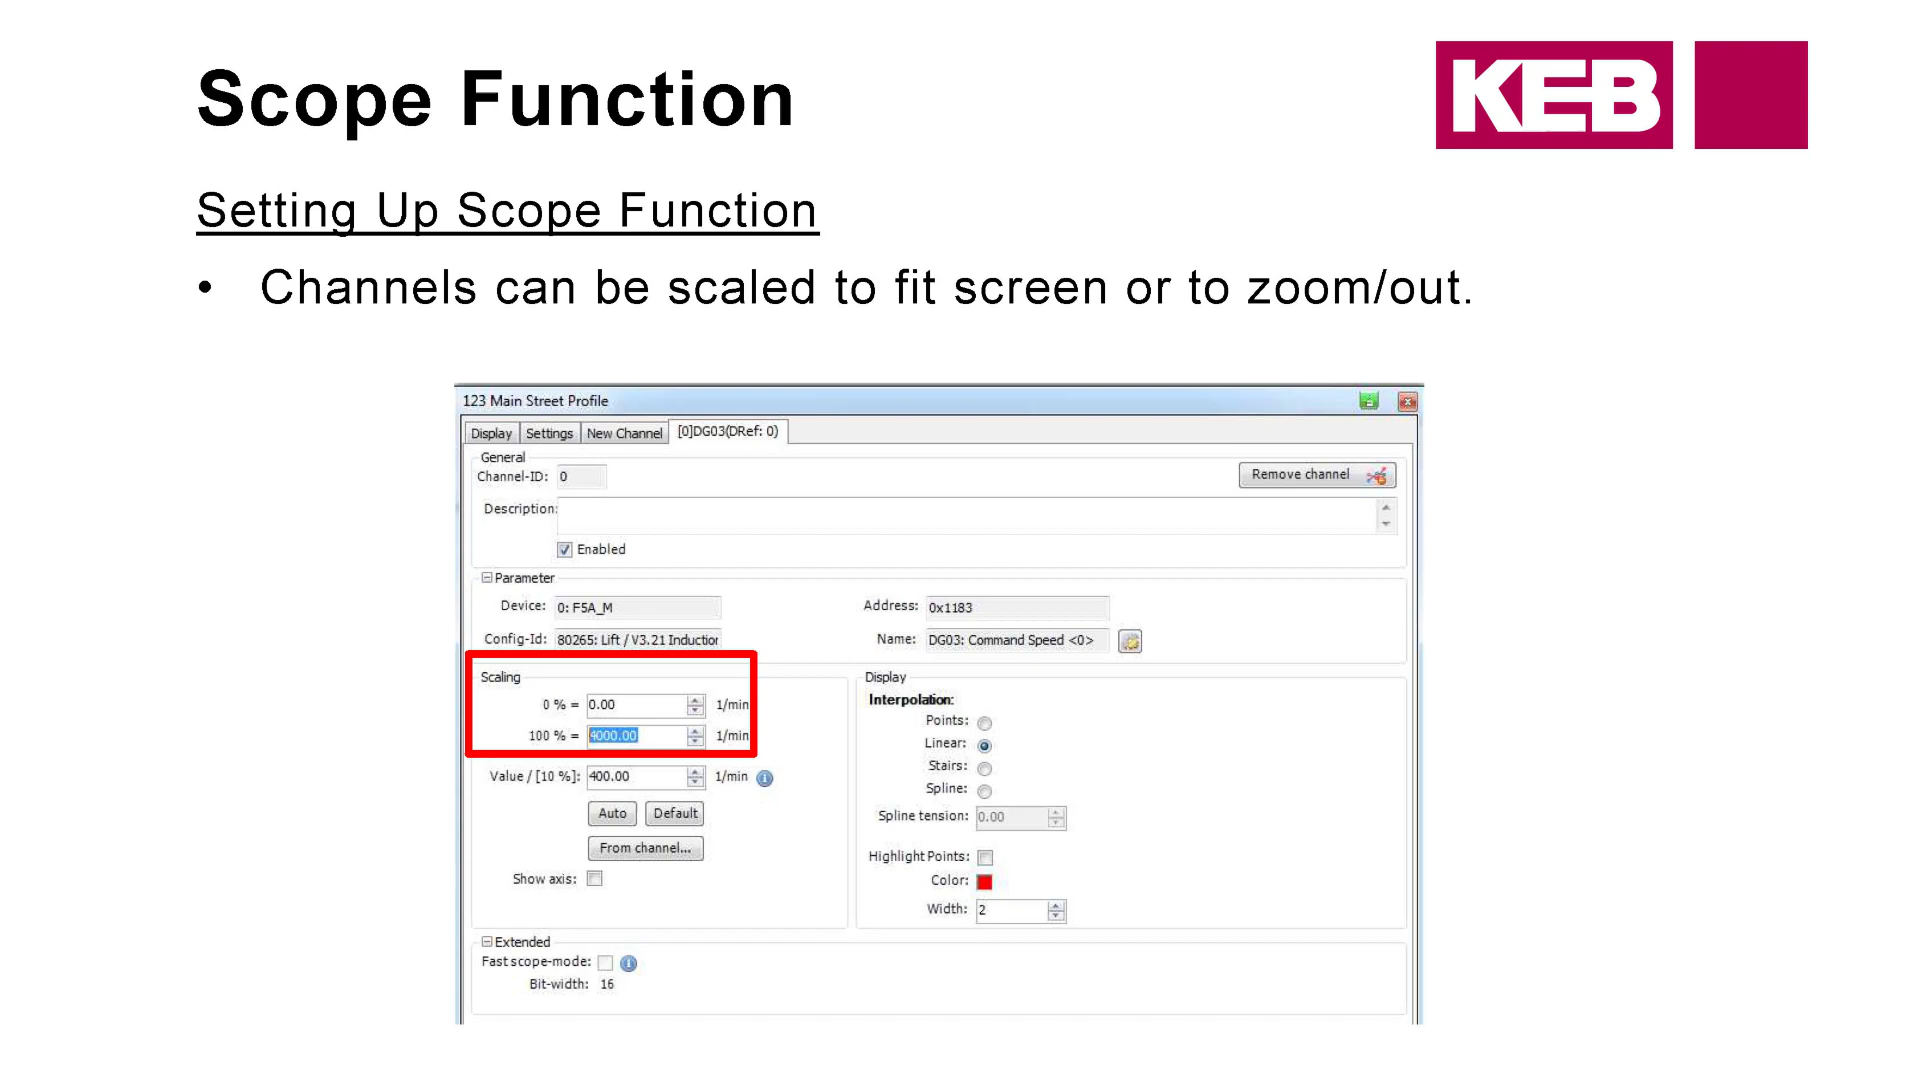 Scope Function
KEB
Setting Up Scope Function
• Channels can be scaled to fit screen or to zoom/out.
123 Main Street Profile
Display Settings New Channel [0]DG03(DRef: 0)
General
Channel-ID: 0 Remove channel
Description:
Enabled
Parameter
Device: 0: F5A_M Address: 0x1183
Config-Id: 80265: Lift / V3.21 Induction Name: DG03: Command Speed <0>
Scaling Display
0 % = 0.00 1/min Interpolation:
Points:
100 % = 4000.00 1/min Linear:
Stairs:
Value / [10 %]: 400.00 1/min Spline:
Auto Default Spline tension: 0.00
From channel...
Highlight Points:
Show axis: Color:
Width: 2
Extended
Fast scope-mode:
Bit-width: 16